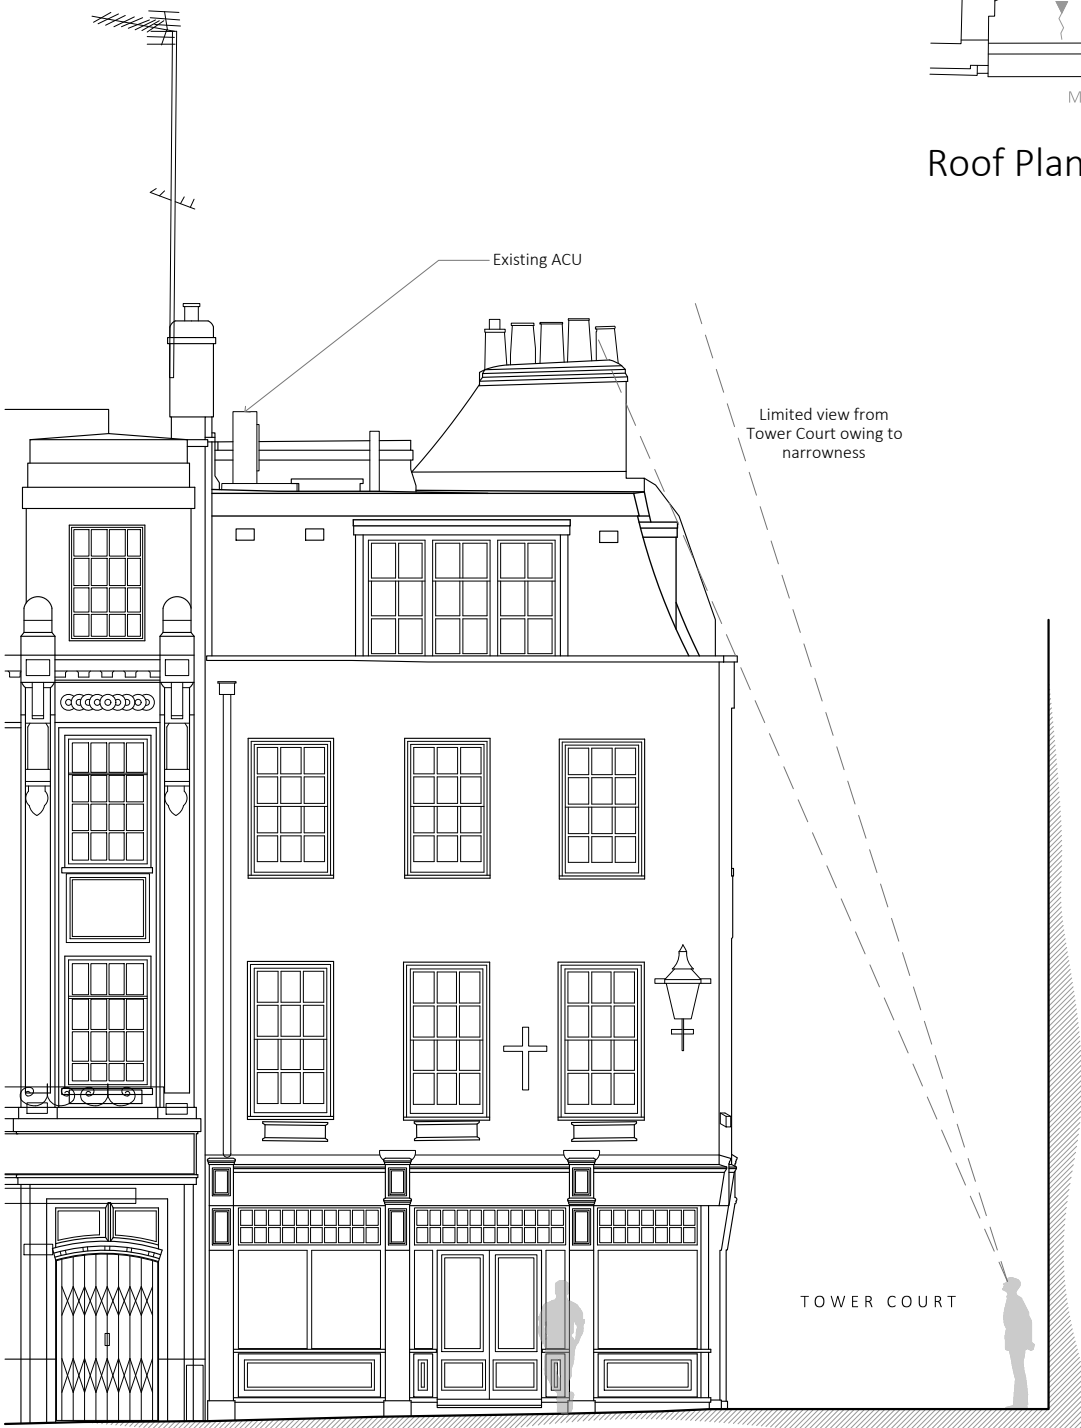 M
Roof Plan
Existing ACU
Limited view from
Tower Court owing to
narrowness
TOWER COURT